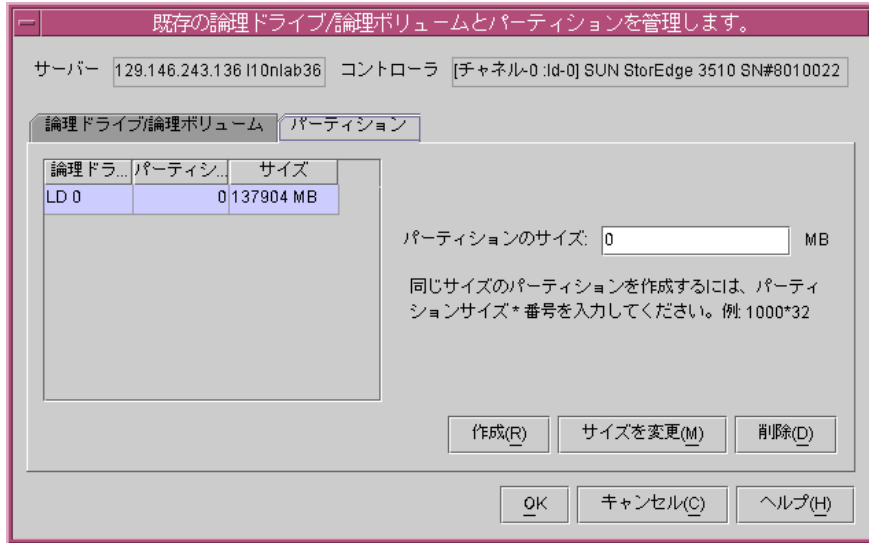 既存の論理ドライブ/論理ボリュームとパーティションを管理します。
サーバー 129.146.243.136 l10nlab36 コントローラ [チャネル-0 :Id-0] SUN StorEdge 3510 SN#8010022
論理ドライブ/論理ボリューム パーティション
論理ドラ... パーティシ... サイズ
LD 0 0 137904 MB
パーティションのサイズ: 0 MB
同じサイズのパーティションを作成するには、パーティ
ションサイズ * 番号を入力してください。例: 1000*32
作成(R) サイズを変更(M) 削除(D)
OK キャンセル(C) ヘルプ(H)